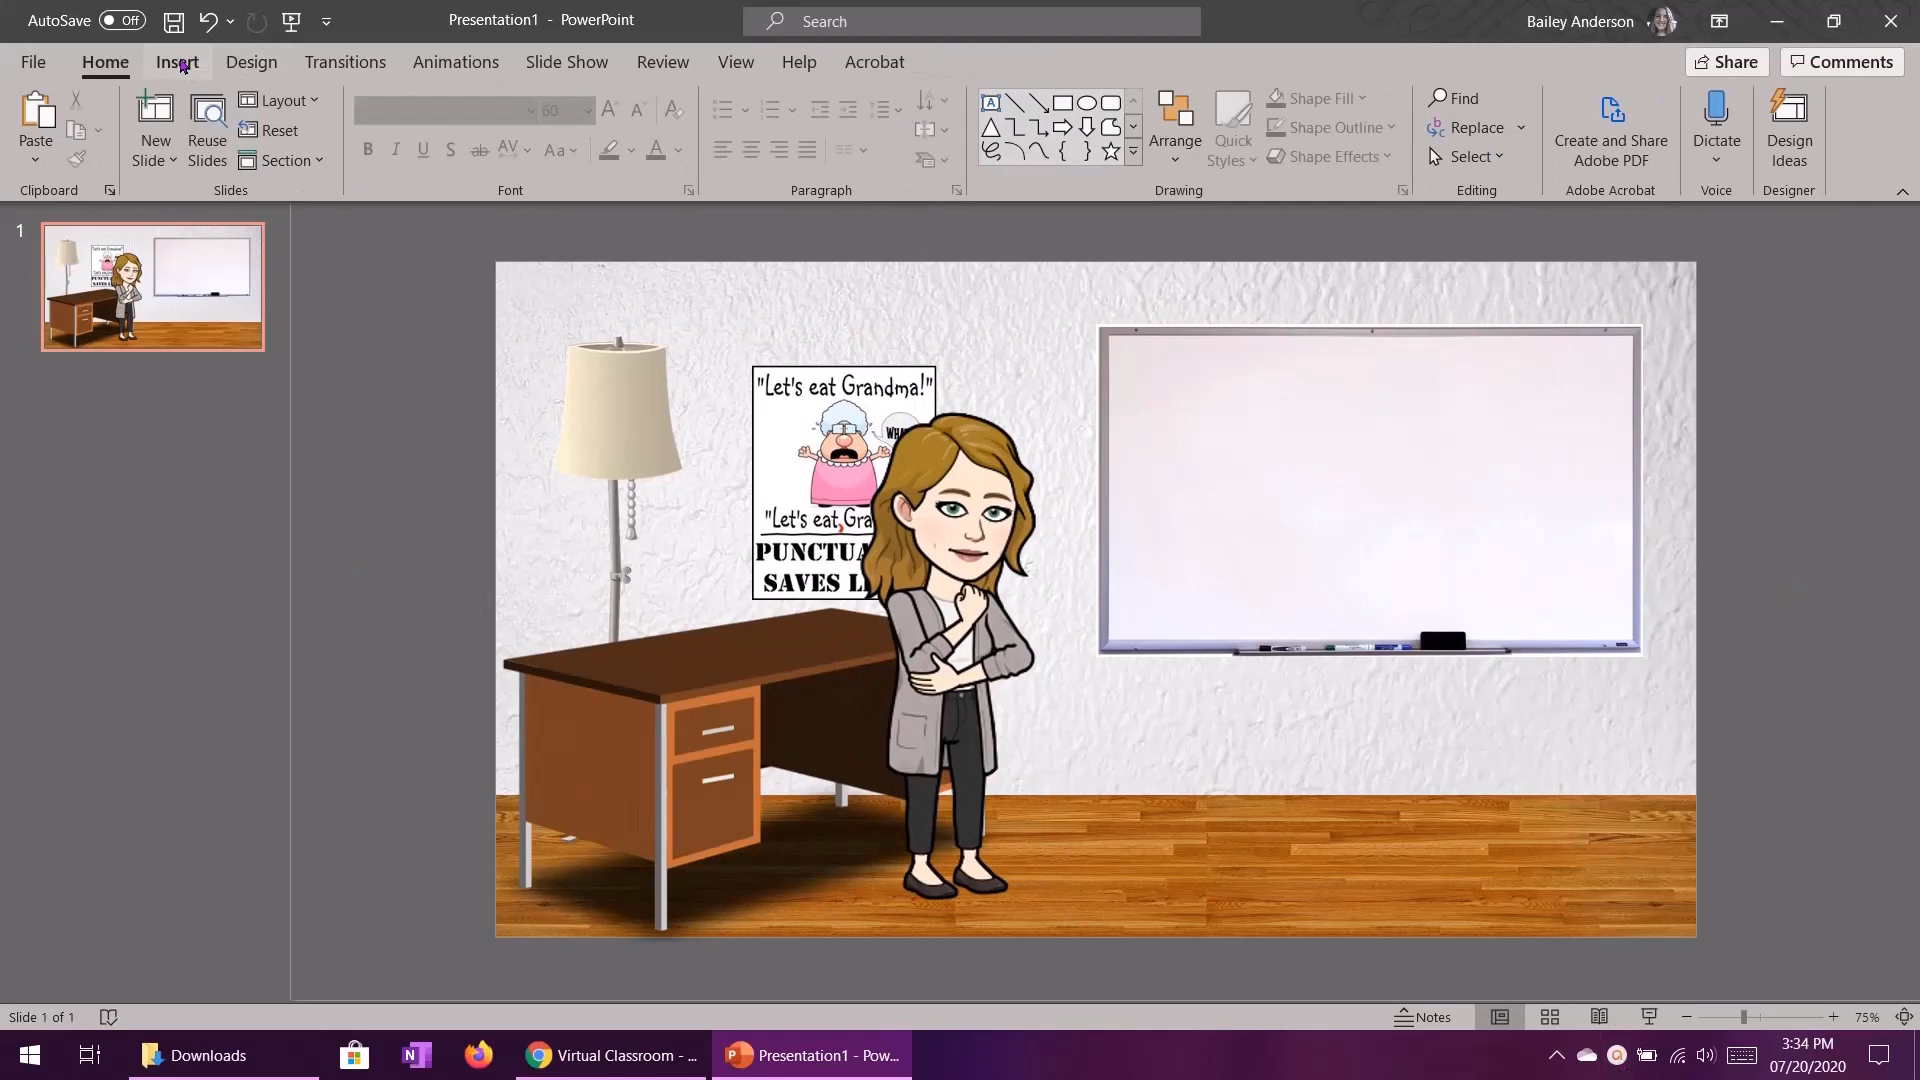 AutoSave Off
Presentation1 - PowerPoint
Search
Bailey Anderson
File Home Insert Design Transitions Animations Slide Show Review View Help Acrobat
Share Comments
Paste
New Slide
Reuse Slides
Layout
Reset
Section
60
Aa
Shape Fill
Shape Outline
Shape Effects
Arrange
Quick Styles
Find
Replace
Select
Create and Share Adobe PDF
Dictate
Design Ideas
Clipboard Slides Font Paragraph Drawing Editing Adobe Acrobat Voice Designer
1
"Let's eat Grandma!"
"Let's eat,
SAVES
Slide 1 of 1
Notes
75%
Downloads
Virtual Classroom - ...
Presentation1 - Pow...
3:34 PM
07/20/2020